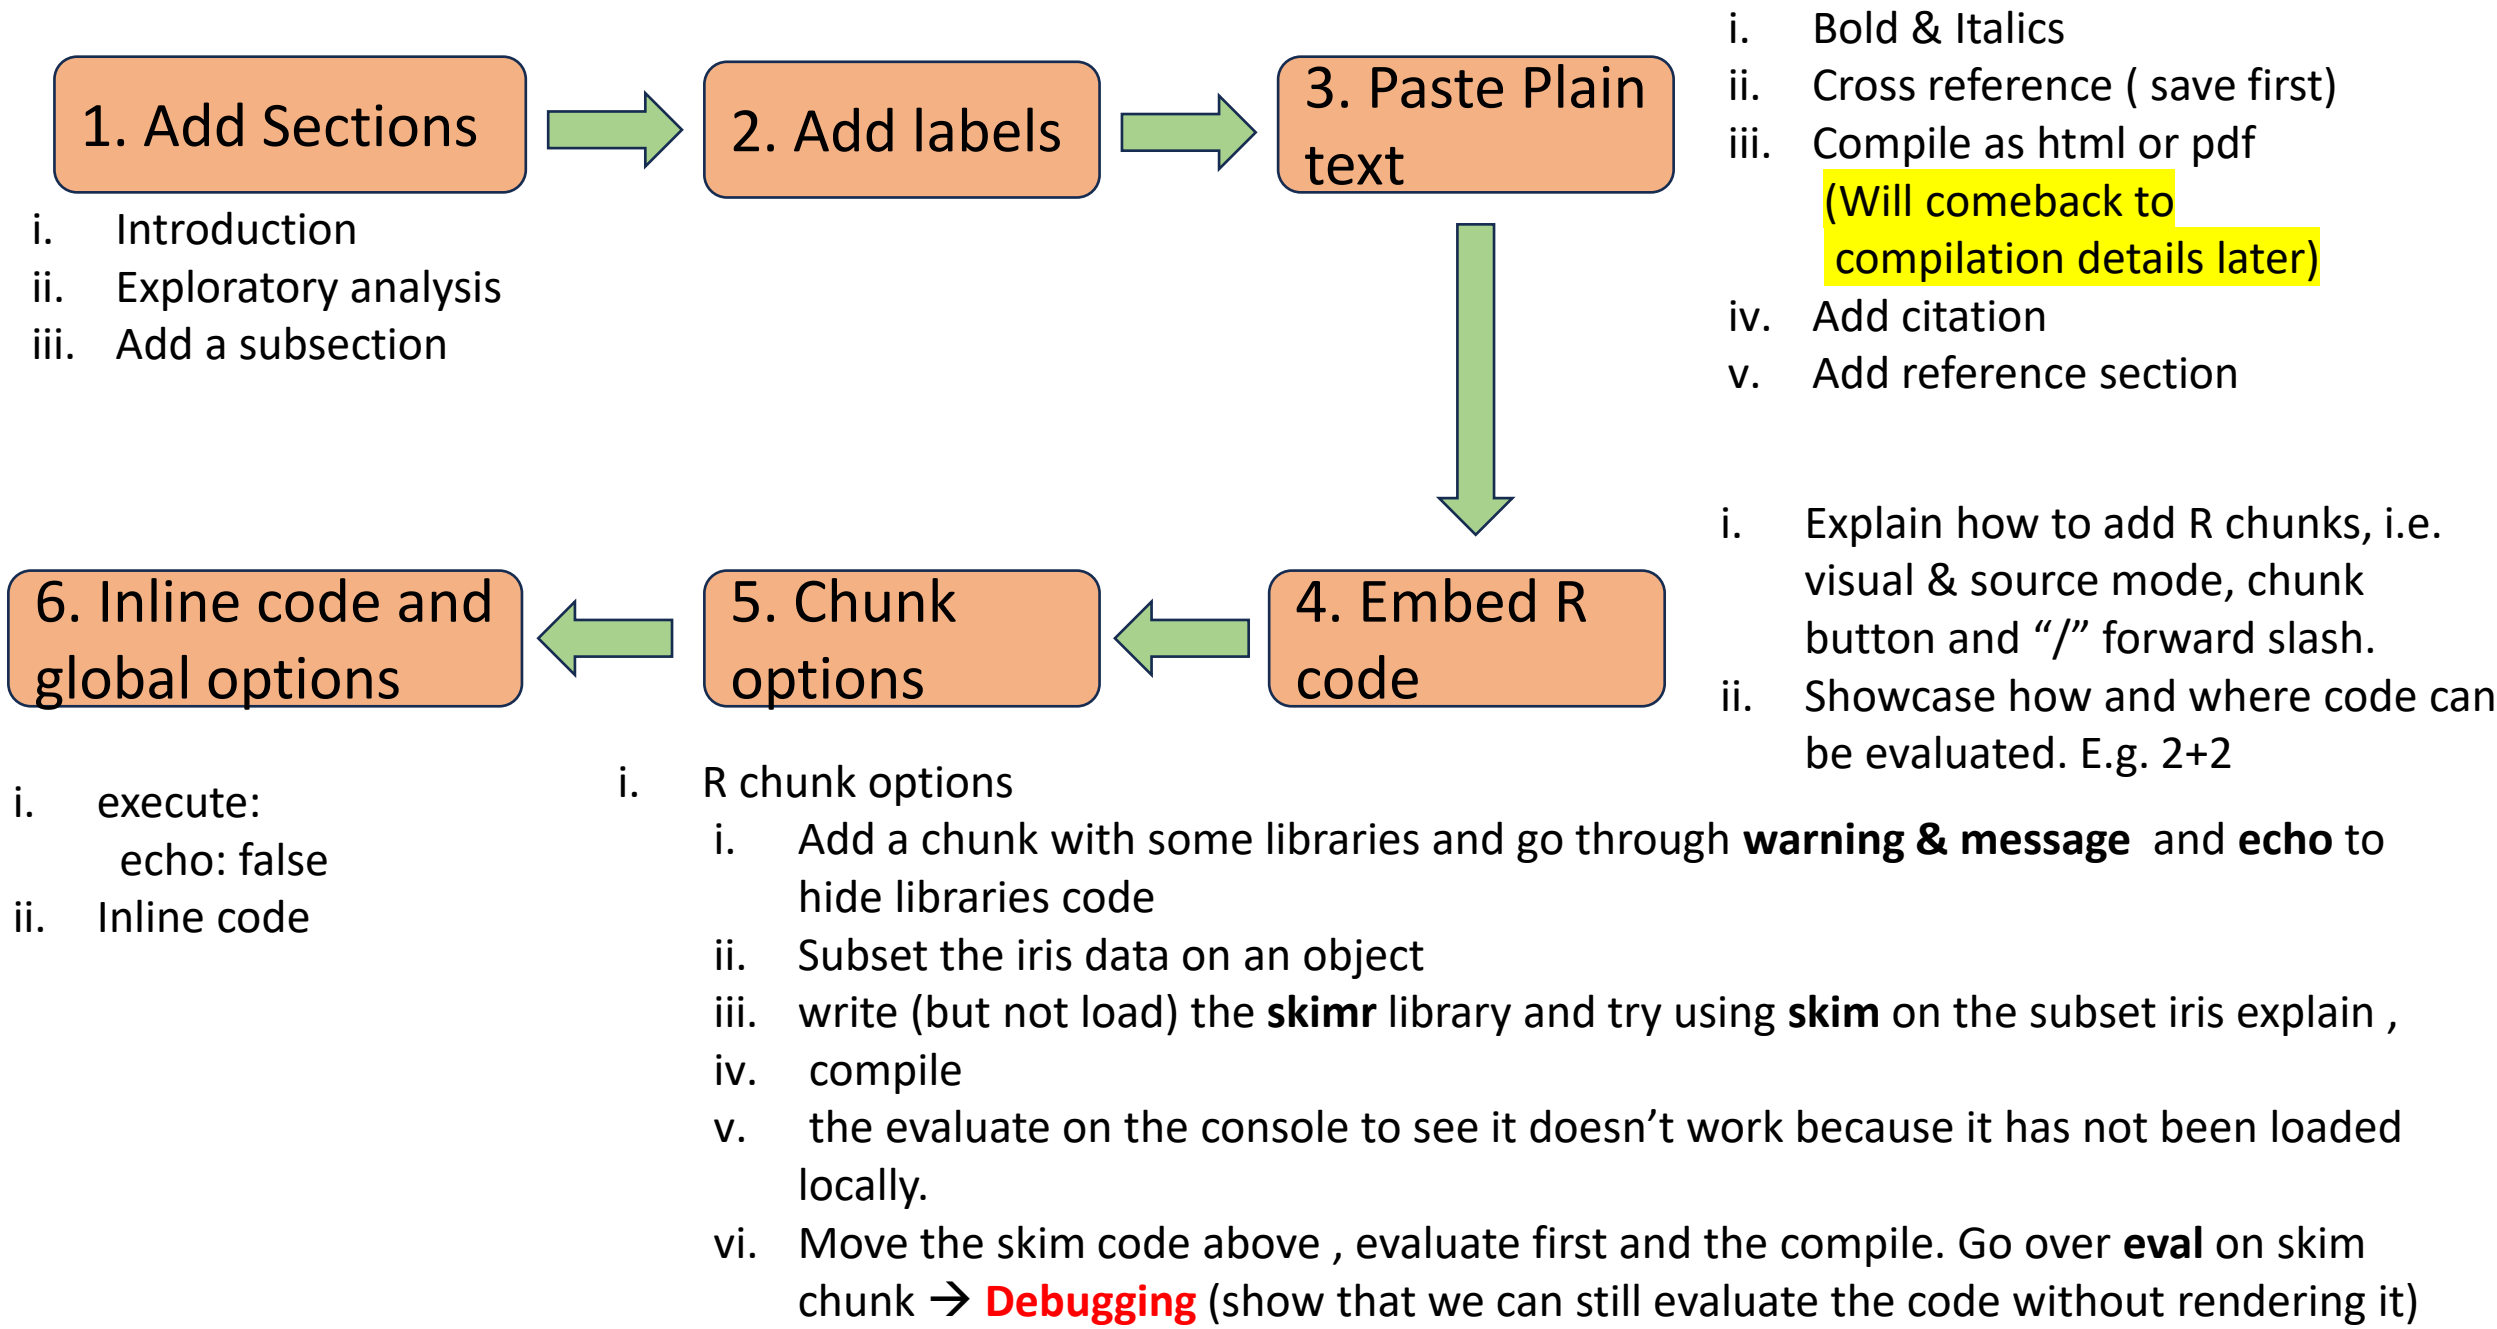 1. Add Sections
i. Introduction
ii. Exploratory analysis
iii. Add a subsection
2. Add labels
3. Paste Plain
text
i. Bold & Italics
ii. Cross reference ( save first)
iii. Compile as html or pdf
(Will comeback to
compilation details later)
iv. Add citation
v. Add reference section
4. Embed R
code
i. Explain how to add R chunks, i.e.
visual & source mode, chunk
button and “/” forward slash.
ii. Showcase how and where code can
be evaluated. E.g. 2+2
5. Chunk
options
i. R chunk options
i. Add a chunk with some libraries and go through warning & message and echo to
hide libraries code
ii. Subset the iris data on an object
iii. write (but not load) the skimr library and try using skim on the subset iris explain ,
iv. compile
v. the evaluate on the console to see it doesn’t work because it has not been loaded
locally.
vi. Move the skim code above , evaluate first and the compile. Go over eval on skim
chunk → Debugging (show that we can still evaluate the code without rendering it)
6. Inline code and
global options
i. execute:
echo: false
ii. Inline code